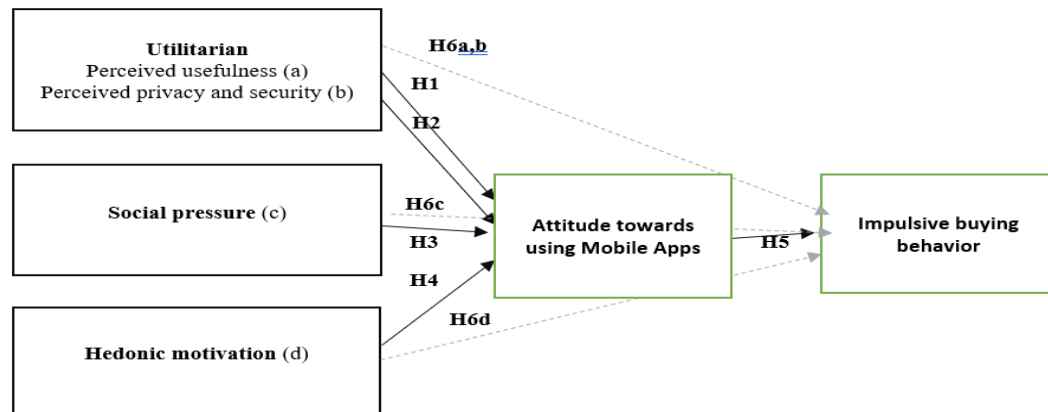 Utilitarian
Perceived usefulness (a)
Perceived privacy and security (b)
H6a,b
H1
H2
Social pressure (c)
H6c
H3
Attitude towards
using Mobile Apps
H5
Impulsive buying
behavior
H4
H6d
Hedonic motivation (d)